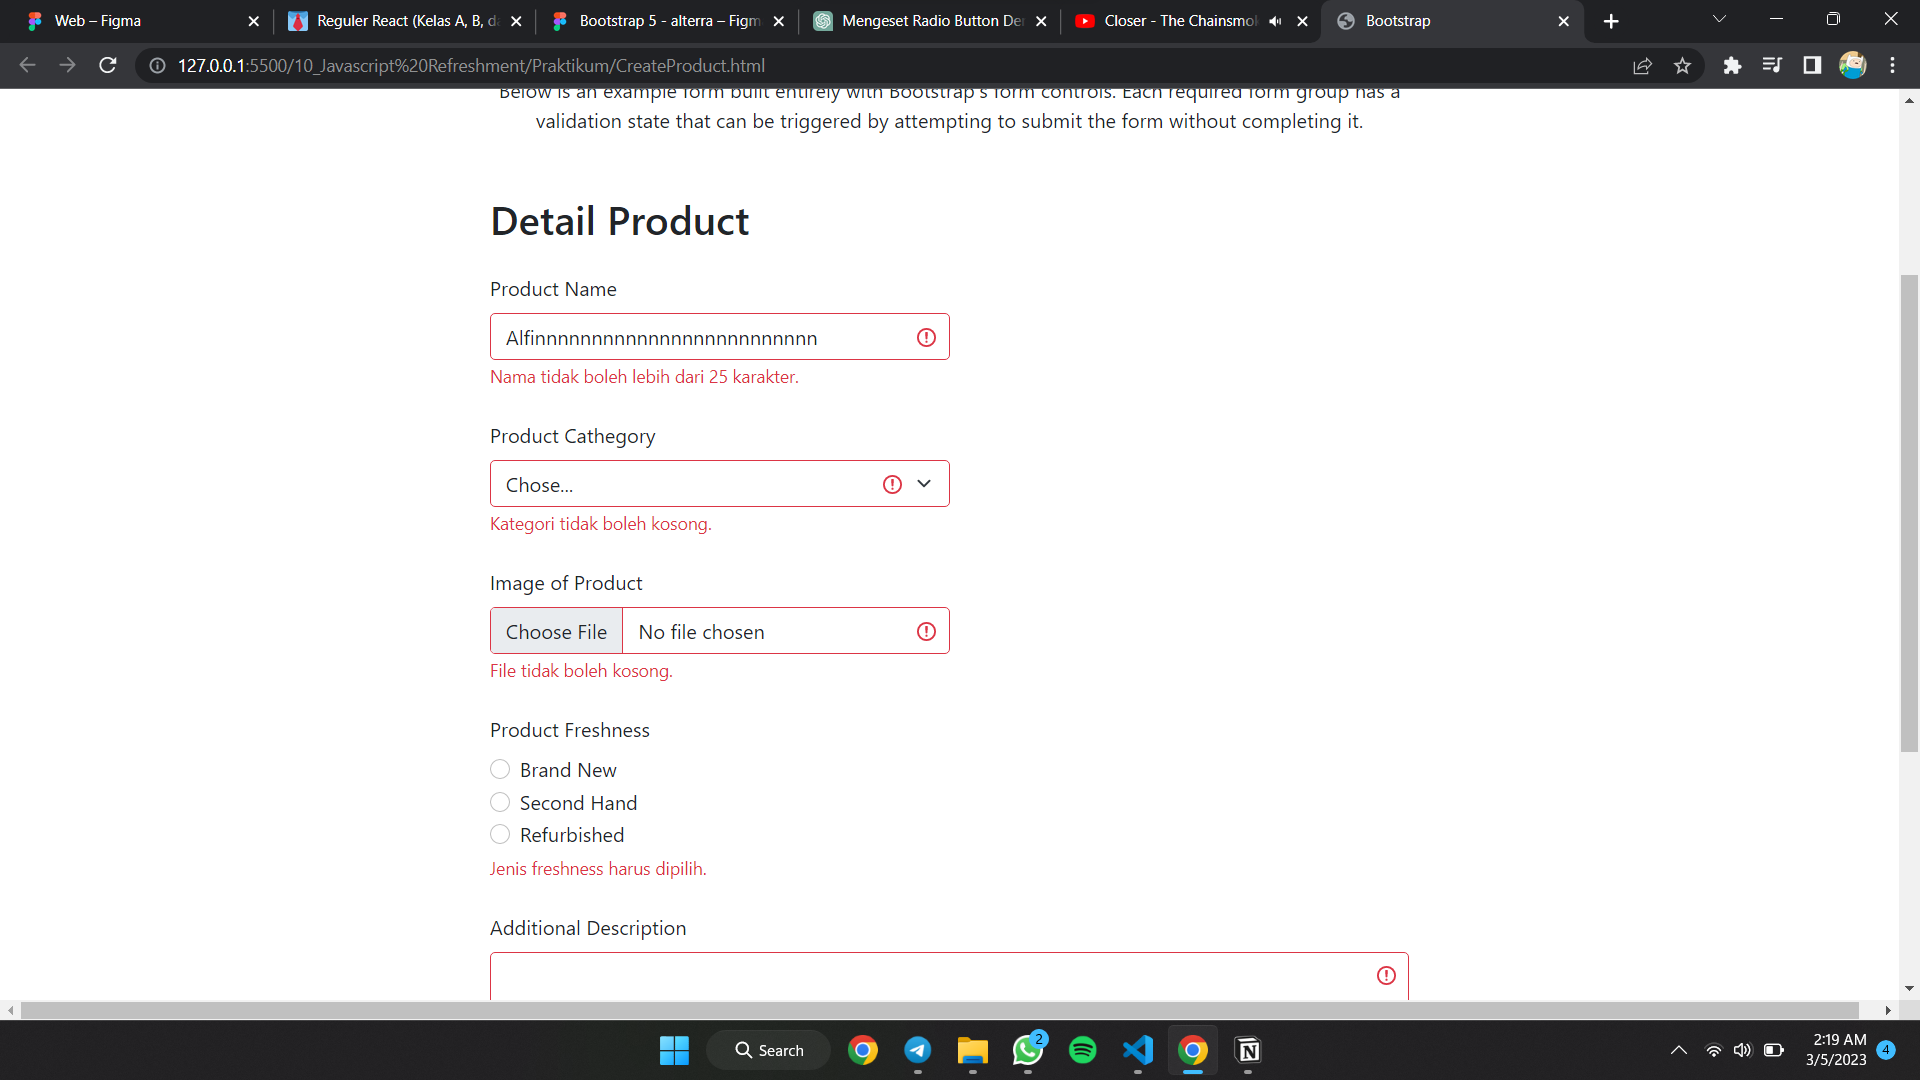 Web – Figma
Reguler React (Kelas A, B, d
Bootstrap 5 - alterra – Figm
Mengeset Radio Button De
Closer - The Chainsmo
Bootstrap
127.0.0.1:5500/10_Javascript%20Refreshment/Praktikum/CreateProduct.html
Below is an example form built entirely with Bootstrap's form controls. Each required form group has a
validation state that can be triggered by attempting to submit the form without completing it.
Detail Product
Product Name
Alfinnnnnnnnnnnnnnnnnnnnnnnnn
Nama tidak boleh lebih dari 25 karakter.
Product Cathegory
Chose...
Kategori tidak boleh kosong.
Image of Product
Choose File
No file chosen
File tidak boleh kosong.
Product Freshness
Brand New
Second Hand
Refurbished
Jenis freshness harus dipilih.
Additional Description
Search
2
2:19 AM
3/5/2023
4